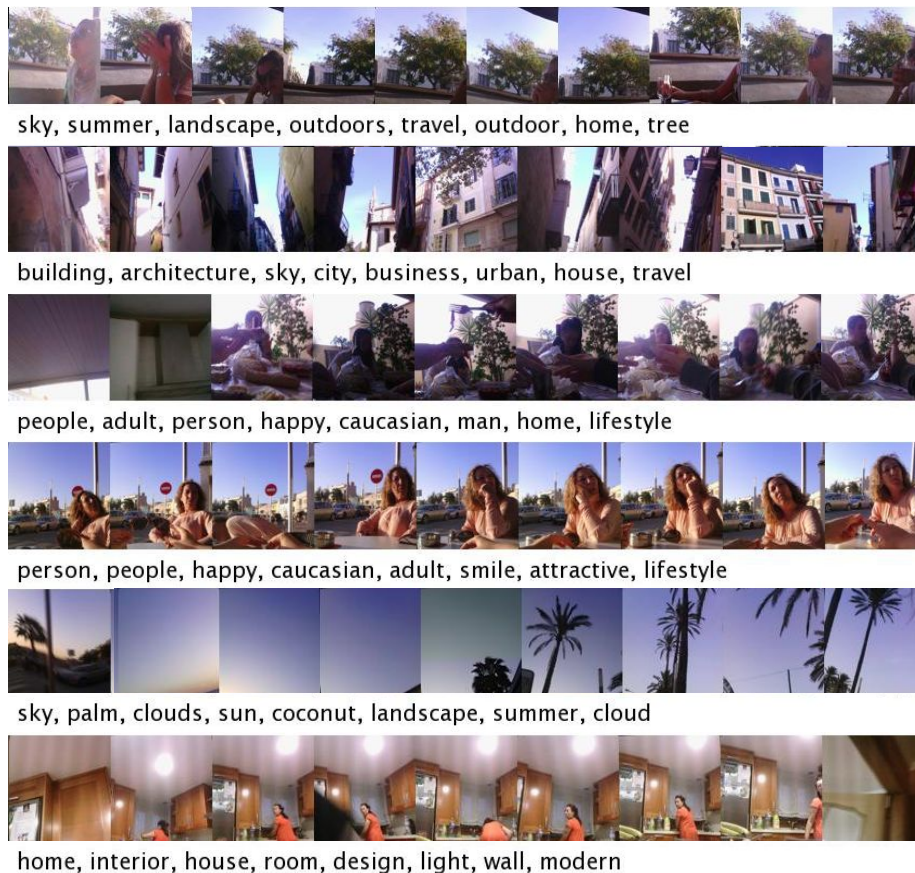 sky, summer, landscape, outdoors, travel, outdoor, home, tree
building, architecture, sky, city, business, urban, house, travel
people, adult, person, happy, caucasian, man, home, lifestyle
person, people, happy, caucasian, adult, smile, attractive, lifestyle
sky, palm, clouds, sun, coconut, landscape, summer, cloud
home, interior, house, room, design, light, wall, modern